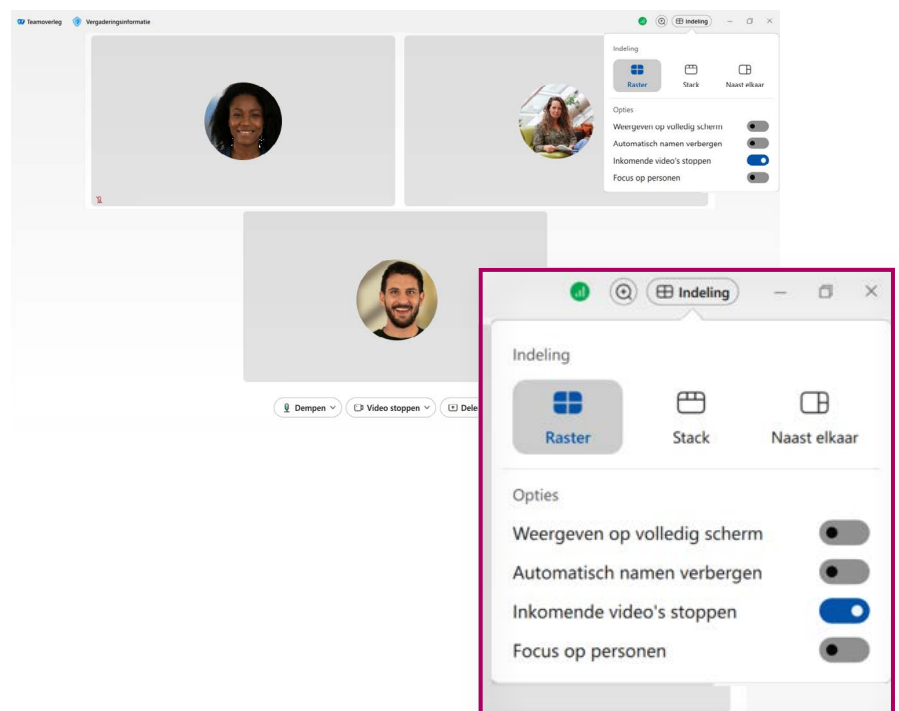 Teamoverleg Vergaderingsinformatie
Indeling
Indeling
Raster Stack Naast elkaar
Opties
Weergeven op volledig scherm
Automatisch namen verbergen
Inkomende video's stoppen
Focus op personen
Dempen Video stoppen Dele
Indeling
Indeling
Raster Stack Naast elkaar
Opties
Weergeven op volledig scherm
Automatisch namen verbergen
Inkomende video's stoppen
Focus op personen